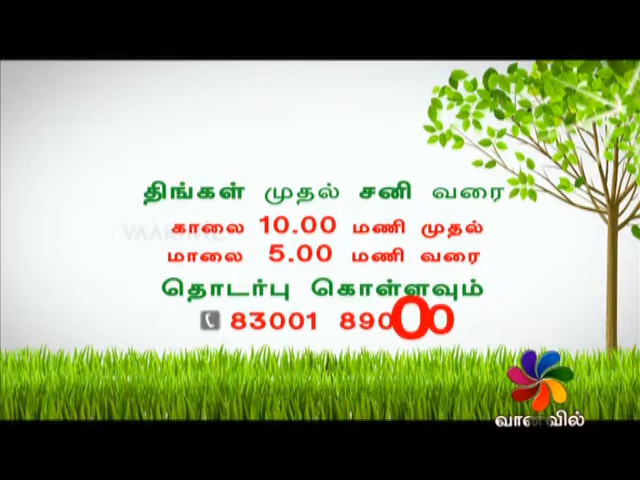 திங்கள் முதல் சனி வரை
காலை 10.00 மணி முதல்
மாலை 5.00 மணி வரை
தொடர்பு கொள்ளவும்
83001 89000
வானவில்